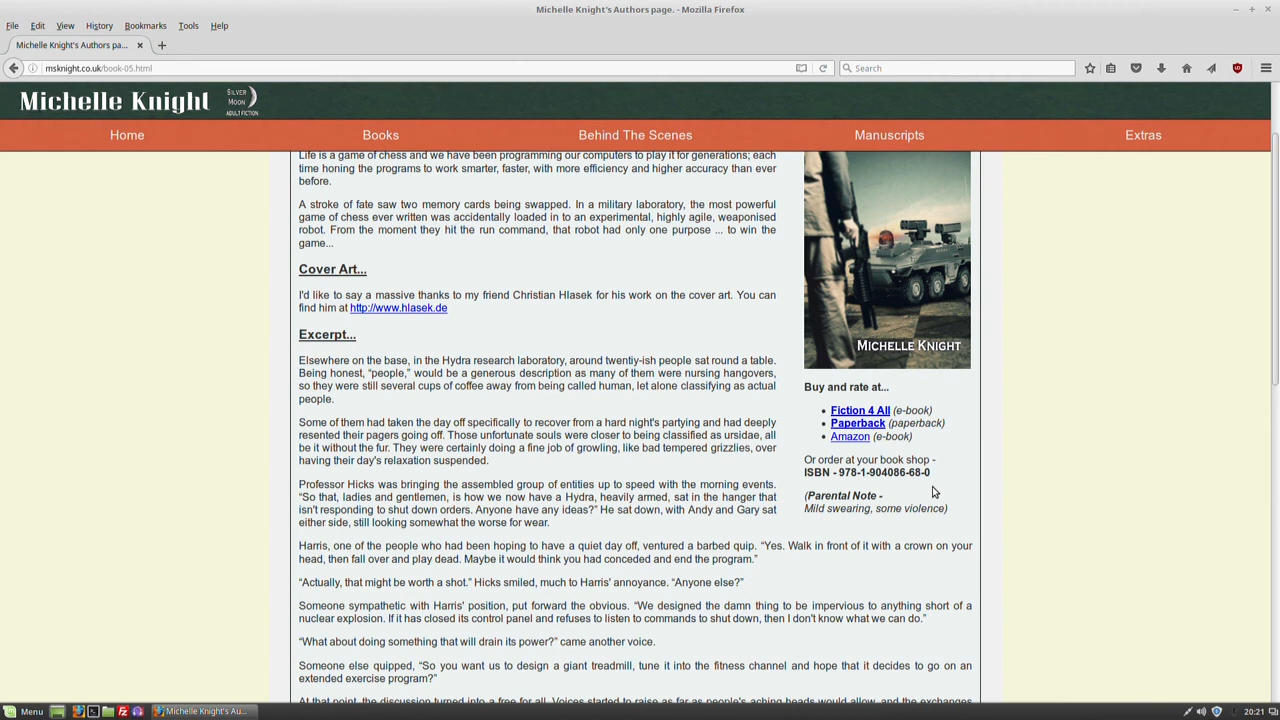 Michelle Knight's Authors page. - Mozilla Firefox
File Edit View History Bookmarks Tools Help
Michelle Knight's Authors pa...
msknight.co.uk/book-05.html
Search
Michelle Knight
SILVER
MOON
ADULT FICTION
Home Books Behind The Scenes Manuscripts Extras
Life is a game of chess and we have been programming our computers to play it for generations; each
time honing the programs to work smarter, faster, with more efficiency and higher accuracy than ever
before.
A stroke of fate saw two memory cards being swapped. In a military laboratory, the most powerful
game of chess ever written was accidentally loaded in to an experimental, highly agile, weaponised
robot. From the moment they hit the run command, that robot had only one purpose ... to win the
game...
Cover Art...
I'd like to say a massive thanks to my friend Christian Hlasek for his work on the cover art. You can
find him at http://www.hlasek.de
Excerpt...
Elsewhere on the base, in the Hydra research laboratory, around twentiy-ish people sat round a table.
Being honest, “people,” would be a generous description as many of them were nursing hangovers,
so they were still several cups of coffee away from being called human, let alone classifying as actual
people.
Some of them had taken the day off specifically to recover from a hard night's partying and had deeply
resented their pagers going off. Those unfortunate souls were closer to being classified as ursidae, all
be it without the fur. They were certainly doing a fine job of growling, like bad tempered grizzlies, over
having their day's relaxation suspended.
Professor Hicks was bringing the assembled group of entities up to speed with the morning events.
“So that, ladies and gentlemen, is how we now have a Hydra, heavily armed, sat in the hanger that
isn't responding to shut down orders. Anyone have any ideas?” He sat down, with Andy and Gary sat
either side, still looking somewhat the worse for wear.
MICHELLE KNIGHT
Buy and rate at...
Fiction 4 All (e-book)
Paperback (paperback)
Amazon (e-book)
Or order at your book shop -
ISBN - 978-1-904086-68-0
(Parental Note -
Mild swearing, some violence)
Harris, one of the people who had been hoping to have a quiet day off, ventured a barbed quip. “Yes. Walk in front of it with a crown on your
head, then fall over and play dead. Maybe it would think you had conceded and end the program.”
“Actually, that might be worth a shot.” Hicks smiled, much to Harris' annoyance. “Anyone else?”
Someone sympathetic with Harris' position, put forward the obvious. “We designed the damn thing to be impervious to anything short of a
nuclear explosion. If it has closed its control panel and refuses to listen to commands to shut down, then I don't know what we can do.”
“What about doing something that will drain its power?” came another voice.
Someone else quipped, “So you want us to design a giant treadmill, tune it into the fitness channel and hope that it decides to go on an
extended exercise program?”
At that point, the discussion turned into a free for all. Voices started to raise as far as people's aching heads would allow, and the exchanges
Menu Michelle Knight's Au... 20:21